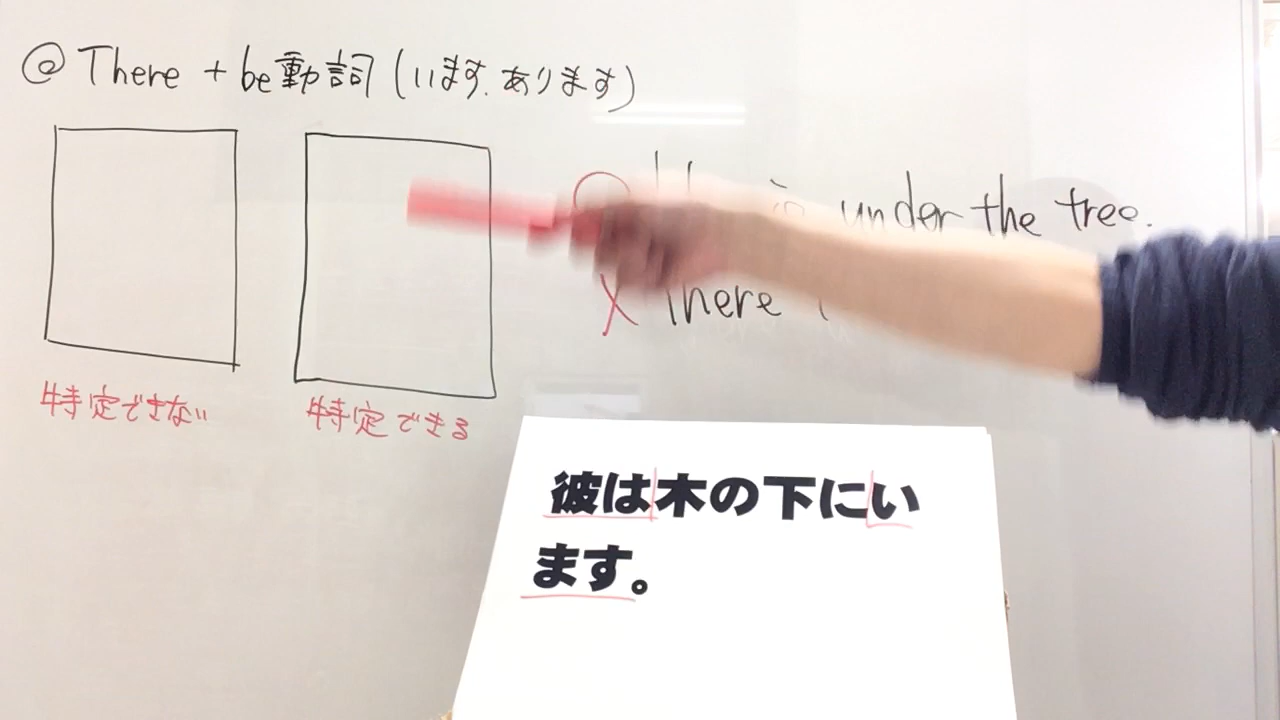 @ There + be動詞 (います、あります)
is under the tree.
There
特定できない
特定できる
彼は木の下にい
ます。